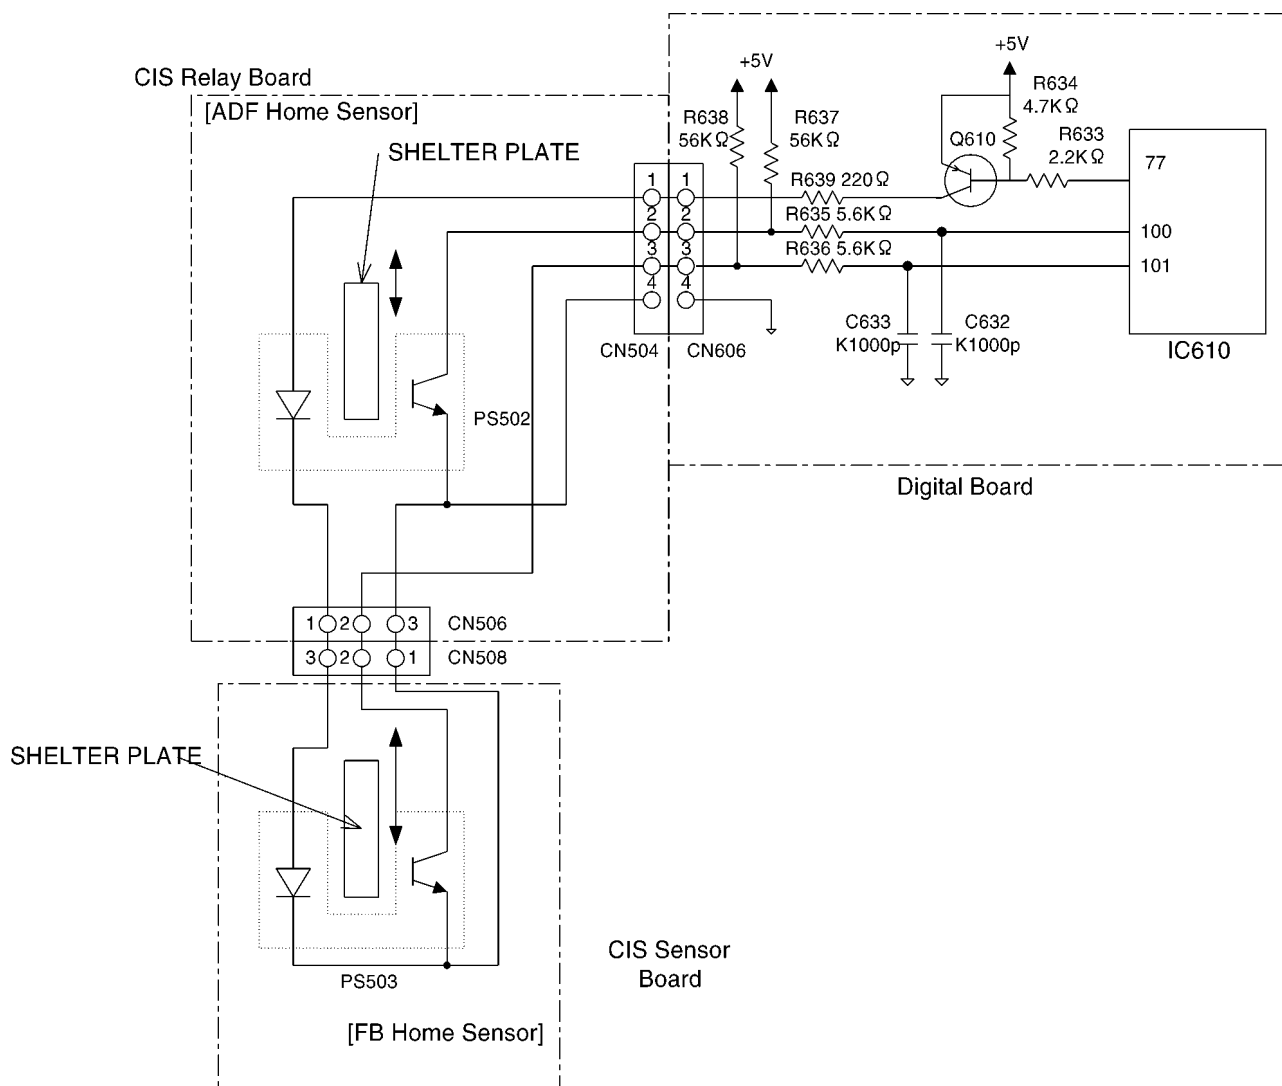 +5V
+5V
CIS Relay Board
R634
4.7KΩ
[ADF Home Sensor]
R638
56KΩ
R637
56KΩ
Q610
R633
2.2KΩ
SHELTER PLATE
77
1
1
R639 220Ω
2
2
R635 5.6KΩ
100
3
3
R636 5.6KΩ
101
4
4
C633
K1000p
C632
K1000p
CN504
CN606
IC610
PS502
Digital Board
1
2
3
CN506
3
2
1
CN508
SHELTER PLATE
CIS Sensor
Board
PS503
[FB Home Sensor]